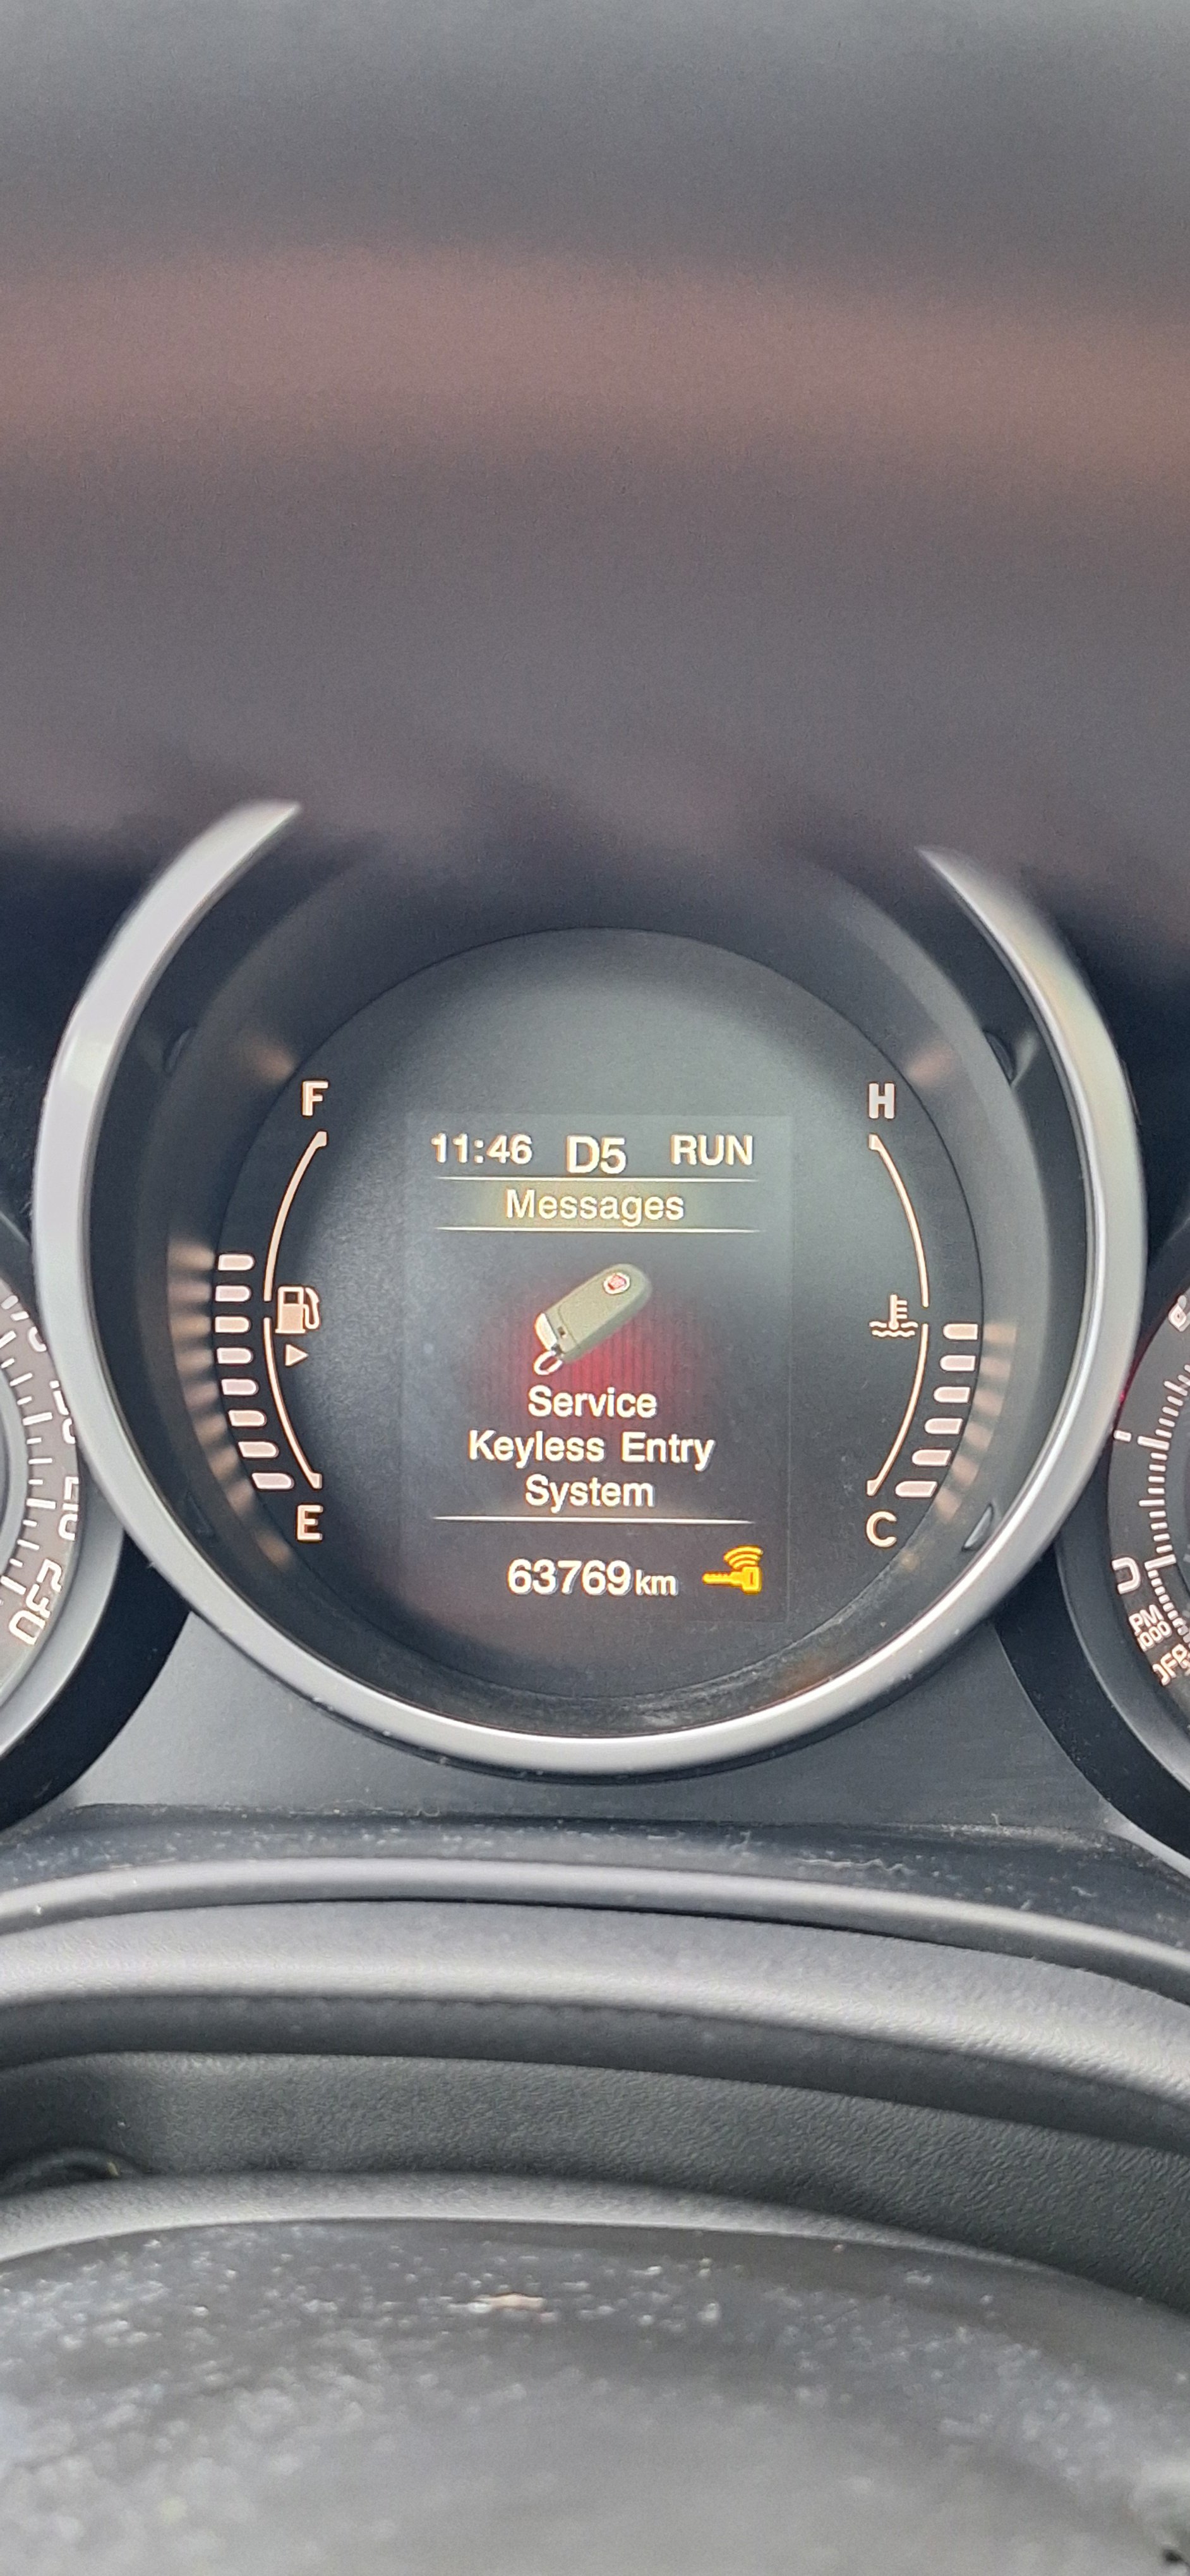 F
H
11:46 D5 RUN
Messages
Service
Keyless Entry
System
E
C
63769km